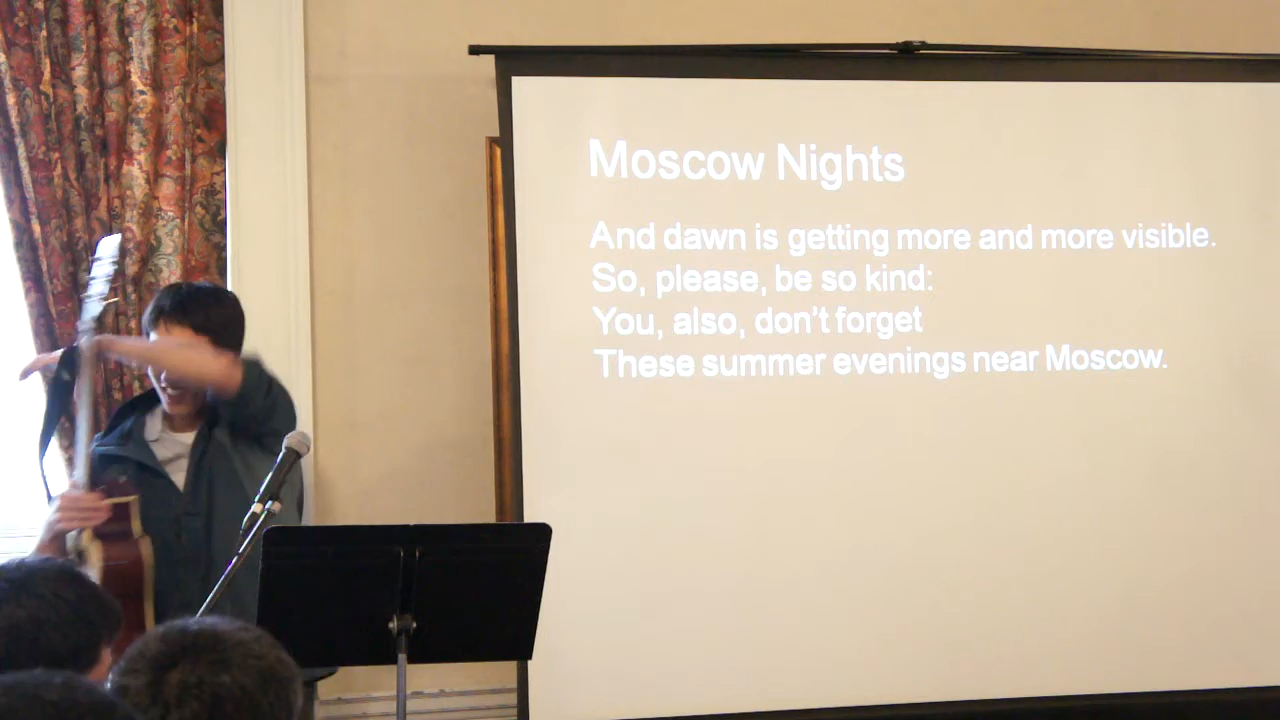 Moscow Nights
And dawn is getting more and more visible.
So, please, be so kind:
You, also, don't forget
These summer evenings near Moscow.